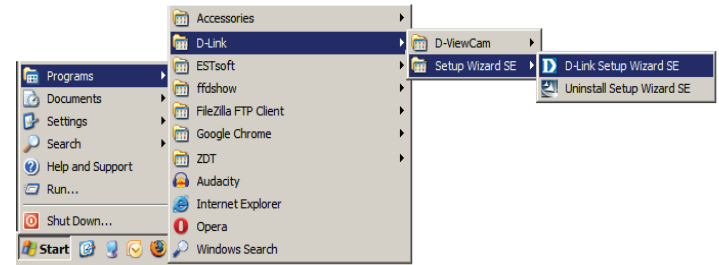 Programs
Documents
Settings
Search
Help and Support
Run...
Shut Down...
Start
Accessories
D-Link
ESTsoft
ffdshow
FileZilla FTP Client
Google Chrome
ZDT
Audacity
Internet Explorer
Opera
Windows Search
D-ViewCam
Setup Wizard SE
D-Link Setup Wizard SE
Uninstall Setup Wizard SE